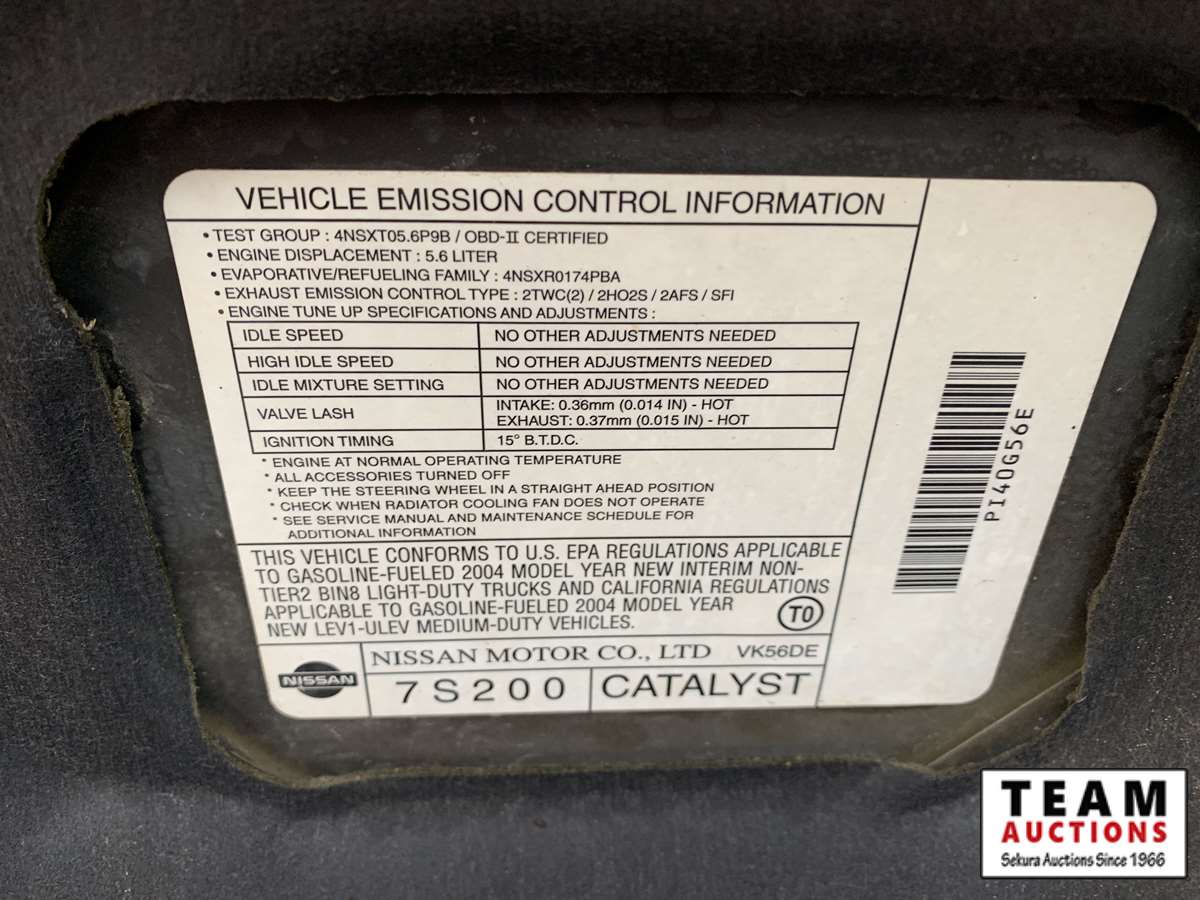 VEHICLE EMISSION CONTROL INFORMATION
• TEST GROUP : 4NSXT05.6P9B / OBD-II CERTIFIED
• ENGINE DISPLACEMENT : 5.6 LITER
• EVAPORATIVE/REFUELING FAMILY : 4NSXR0174PBA
• EXHAUST EMISSION CONTROL TYPE : 2TWC(2) / 2HO2S / 2AFS / SFI
• ENGINE TUNE UP SPECIFICATIONS AND ADJUSTMENTS :
IDLE SPEED NO OTHER ADJUSTMENTS NEEDED
HIGH IDLE SPEED NO OTHER ADJUSTMENTS NEEDED
IDLE MIXTURE SETTING NO OTHER ADJUSTMENTS NEEDED
VALVE LASH INTAKE: 0.36mm (0.014 IN) - HOT
EXHAUST: 0.37mm (0.015 IN) - HOT
IGNITION TIMING 15° B.T.D.C.
* ENGINE AT NORMAL OPERATING TEMPERATURE
* ALL ACCESSORIES TURNED OFF
* KEEP THE STEERING WHEEL IN A STRAIGHT AHEAD POSITION
* CHECK WHEN RADIATOR COOLING FAN DOES NOT OPERATE
* SEE SERVICE MANUAL AND MAINTENANCE SCHEDULE FOR
ADDITIONAL INFORMATION
THIS VEHICLE CONFORMS TO U.S. EPA REGULATIONS APPLICABLE
TO GASOLINE-FUELED 2004 MODEL YEAR NEW INTERIM NON-
TIER2 BIN8 LIGHT-DUTY TRUCKS AND CALIFORNIA REGULATIONS
APPLICABLE TO GASOLINE-FUELED 2004 MODEL YEAR
NEW LEV1-ULEV MEDIUM-DUTY VEHICLES.
T0
NISSAN
NISSAN MOTOR CO., LTD VK56DE
7S200 CATALYST
PI40G56E
TEAM
AUCTIONS
Sekura Auctions Since 1966